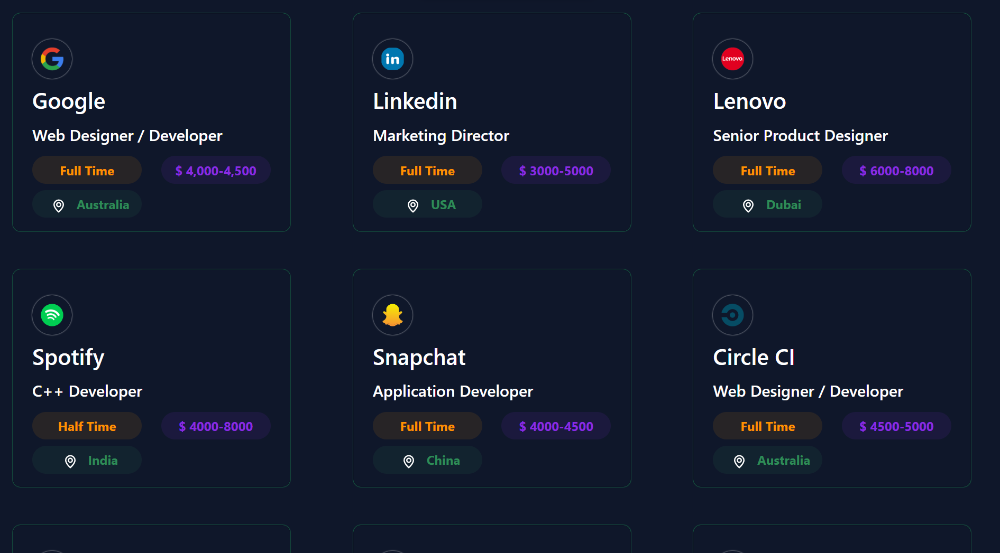 Google
Web Designer / Developer
Full Time
$ 4,000-4,500
Australia
in
Linkedin
Marketing Director
Full Time
$ 3000-5000
USA
Lenovo
Lenovo
Senior Product Designer
Full Time
$ 6000-8000
Dubai
Spotify
C++ Developer
Half Time
$ 4000-8000
India
Snapchat
Application Developer
Full Time
$ 4000-4500
China
Circle CI
Web Designer / Developer
Full Time
$ 4500-5000
Australia